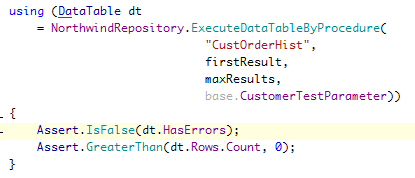 using (DataTable dt
= NorthwindRepository.ExecuteDataTableByProcedure(
"CustOrderHist",
firstResult,
maxResults,
base.CustomerTestParameter))
{
Assert.IsFalse(dt.HasErrors);
Assert.GreaterThan(dt.Rows.Count, 0);
}